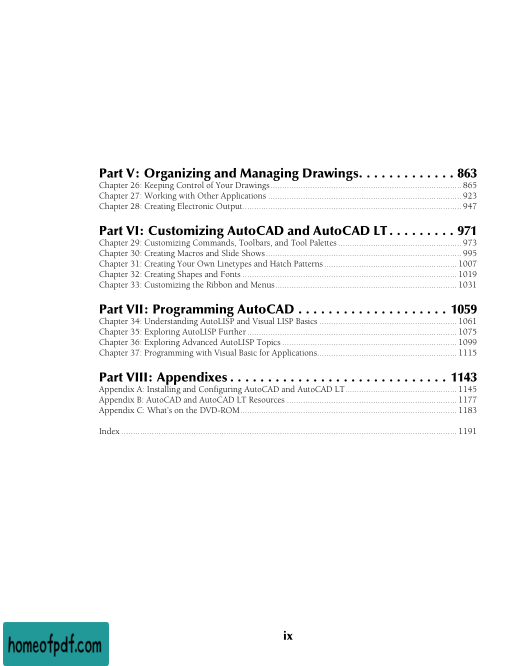 Part V: Organizing and Managing Drawings. . . . . . . . . . . . . 863
Chapter 26: Keeping Control of Your Drawings.......... 865
Chapter 27: Working with Other Applications .......... 923
Chapter 28: Creating Electronic Output.......... 947
Part VI: Customizing AutoCAD and AutoCAD LT . . . . . . . . . 971
Chapter 29: Customizing Commands, Toolbars, and Tool Palettes .......... 973
Chapter 30: Creating Macros and Slide Shows.......... 995
Chapter 31: Creating Your Own Linetypes and Hatch Patterns .......... 1007
Chapter 32: Creating Shapes and Fonts .......... 1019
Chapter 33: Customizing the Ribbon and Menus.......... 1031
Part VII: Programming AutoCAD . . . . . . . . . . . . . . . . . . . . 1059
Chapter 34: Understanding AutoLISP and Visual LISP Basics .......... 1061
Chapter 35: Exploring AutoLISP Further .......... 1075
Chapter 36: Exploring Advanced AutoLISP Topics .......... 1099
Chapter 37: Programming with Visual Basic for Applications.......... 1115
Part VIII: Appendixes . . . . . . . . . . . . . . . . . . . . . . . . . . . . . 1143
Appendix A: Installing and Configuring AutoCAD and AutoCAD LT.......... 1145
Appendix B: AutoCAD and AutoCAD LT Resources .......... 1177
Appendix C: What's on the DVD-ROM.......... 1183
Index .......... 1191
ix
homeofpdf.com